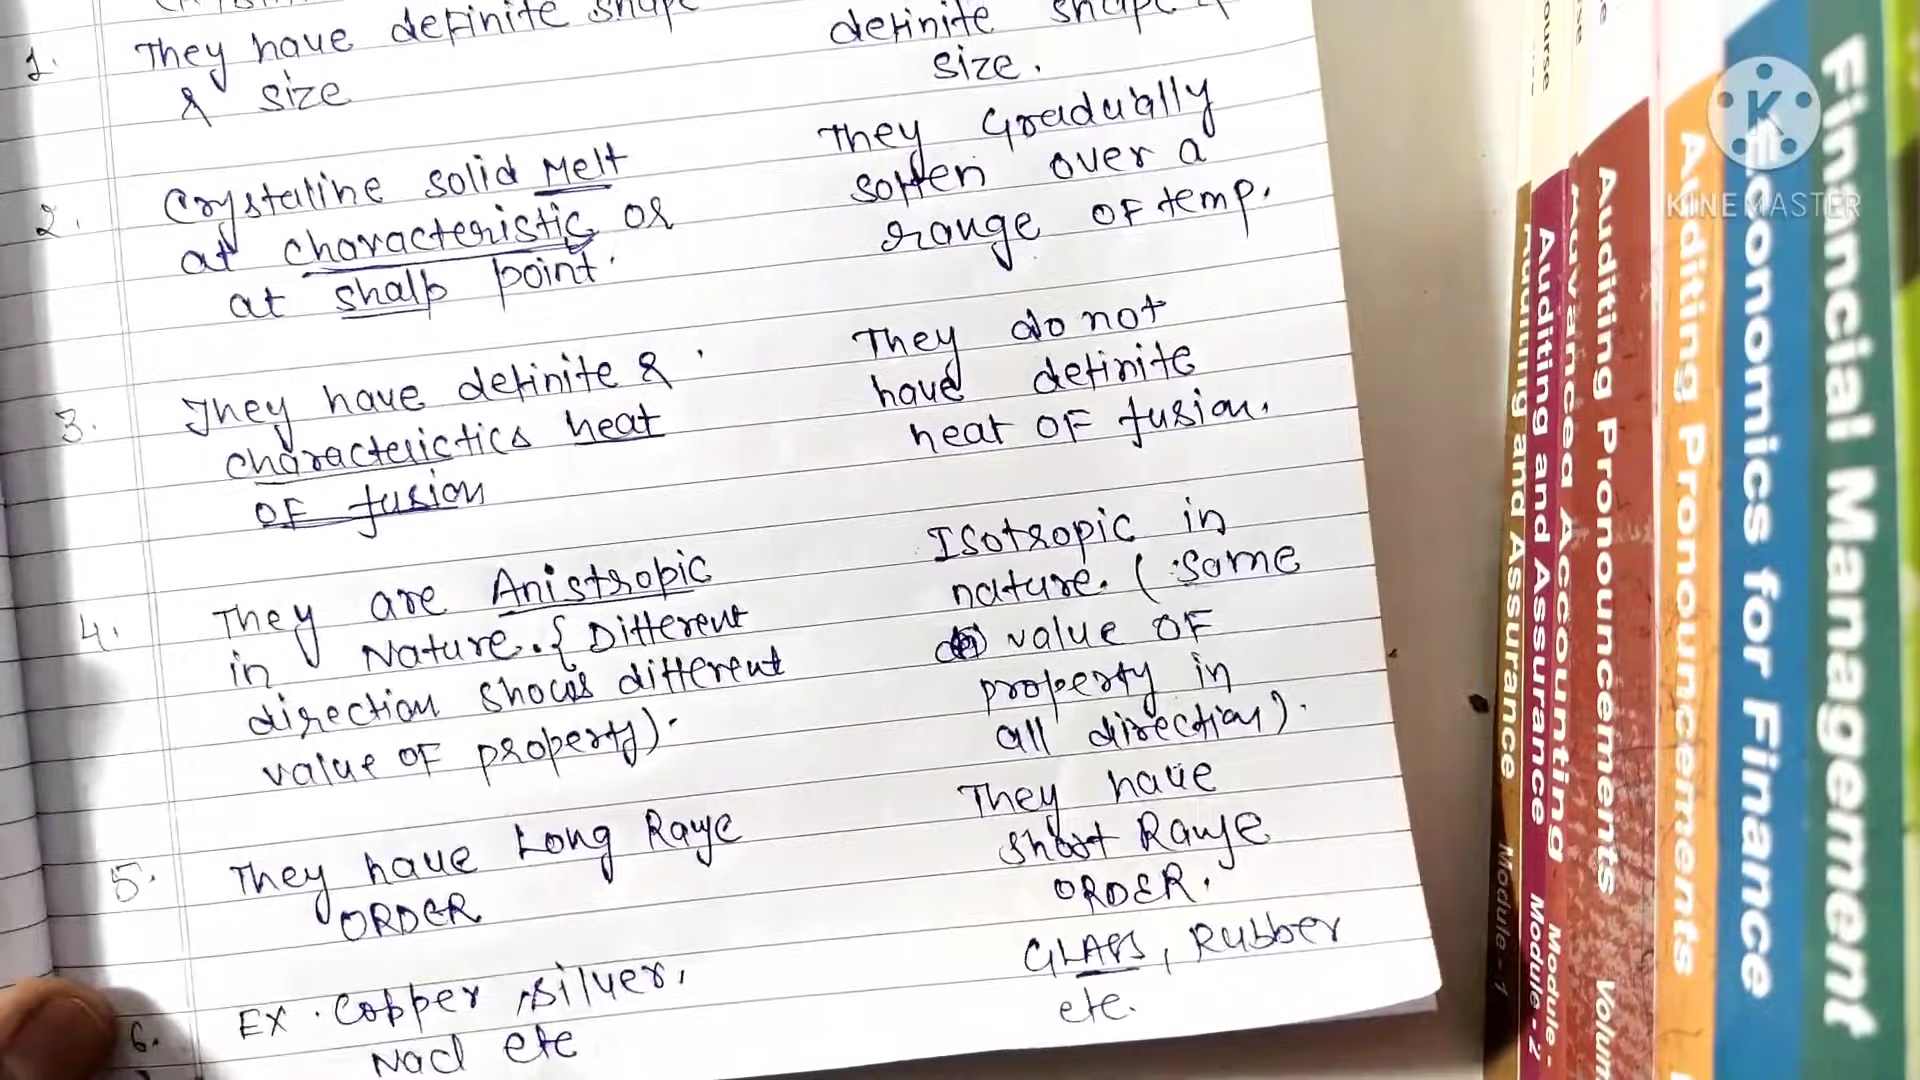 1. They have definite shape
& size
2. Crystalline solid Melt
at characteristic or
at sharp point.
3. They have definite &
characterictics heat
OF fusion
4. They are Anistropic
in Nature. { Different
direction shows different
value OF property).
5. They have Long Range
ORDER
6. EX. Copper, silver,
Nacl etc
definite shape &
size.
They Gradually
soften over a
range OF temp.
They do not
have definite
heat OF fusion.
Isotropic in
nature. ( same
value OF
property in
all direction).
They have
short Range
ORDER.
GLASS, Rubber
etc.
Auditing and Assurance Module - 1
Auditing and Assurance Module - 2
Advanced Accounting Module -
Auditing Pronouncements
Auditing Pronouncements
Economics for Finance
Financial Management
K
KINEMASTER